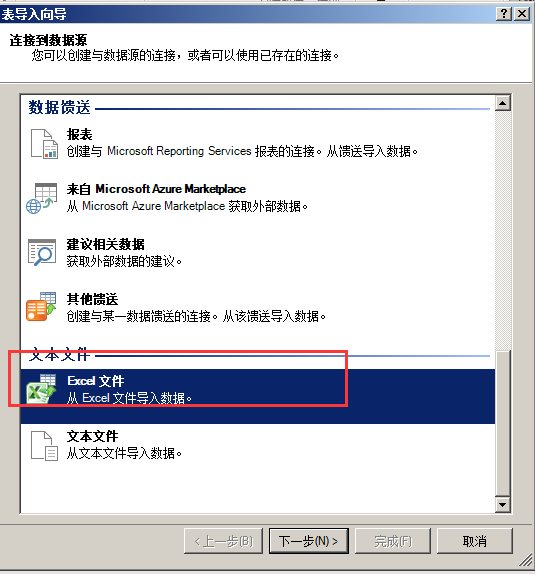 表导入向导
连接到数据源
您可以创建与数据源的连接，或者可以使用已存在的连接。
数据馈送
报表
创建与 Microsoft Reporting Services 报表的连接。从馈送导入数据。
来自 Microsoft Azure Marketplace
从 Microsoft Azure Marketplace 获取外部数据。
建议相关数据
获取外部数据的建议。
其他馈送
创建与某一数据馈送的连接。从该馈送导入数据。
文本文件
Excel 文件
从 Excel 文件导入数据。
文本文件
从文本文件导入数据。
< 上一步(B)
下一步(N) >
完成(F)
取消